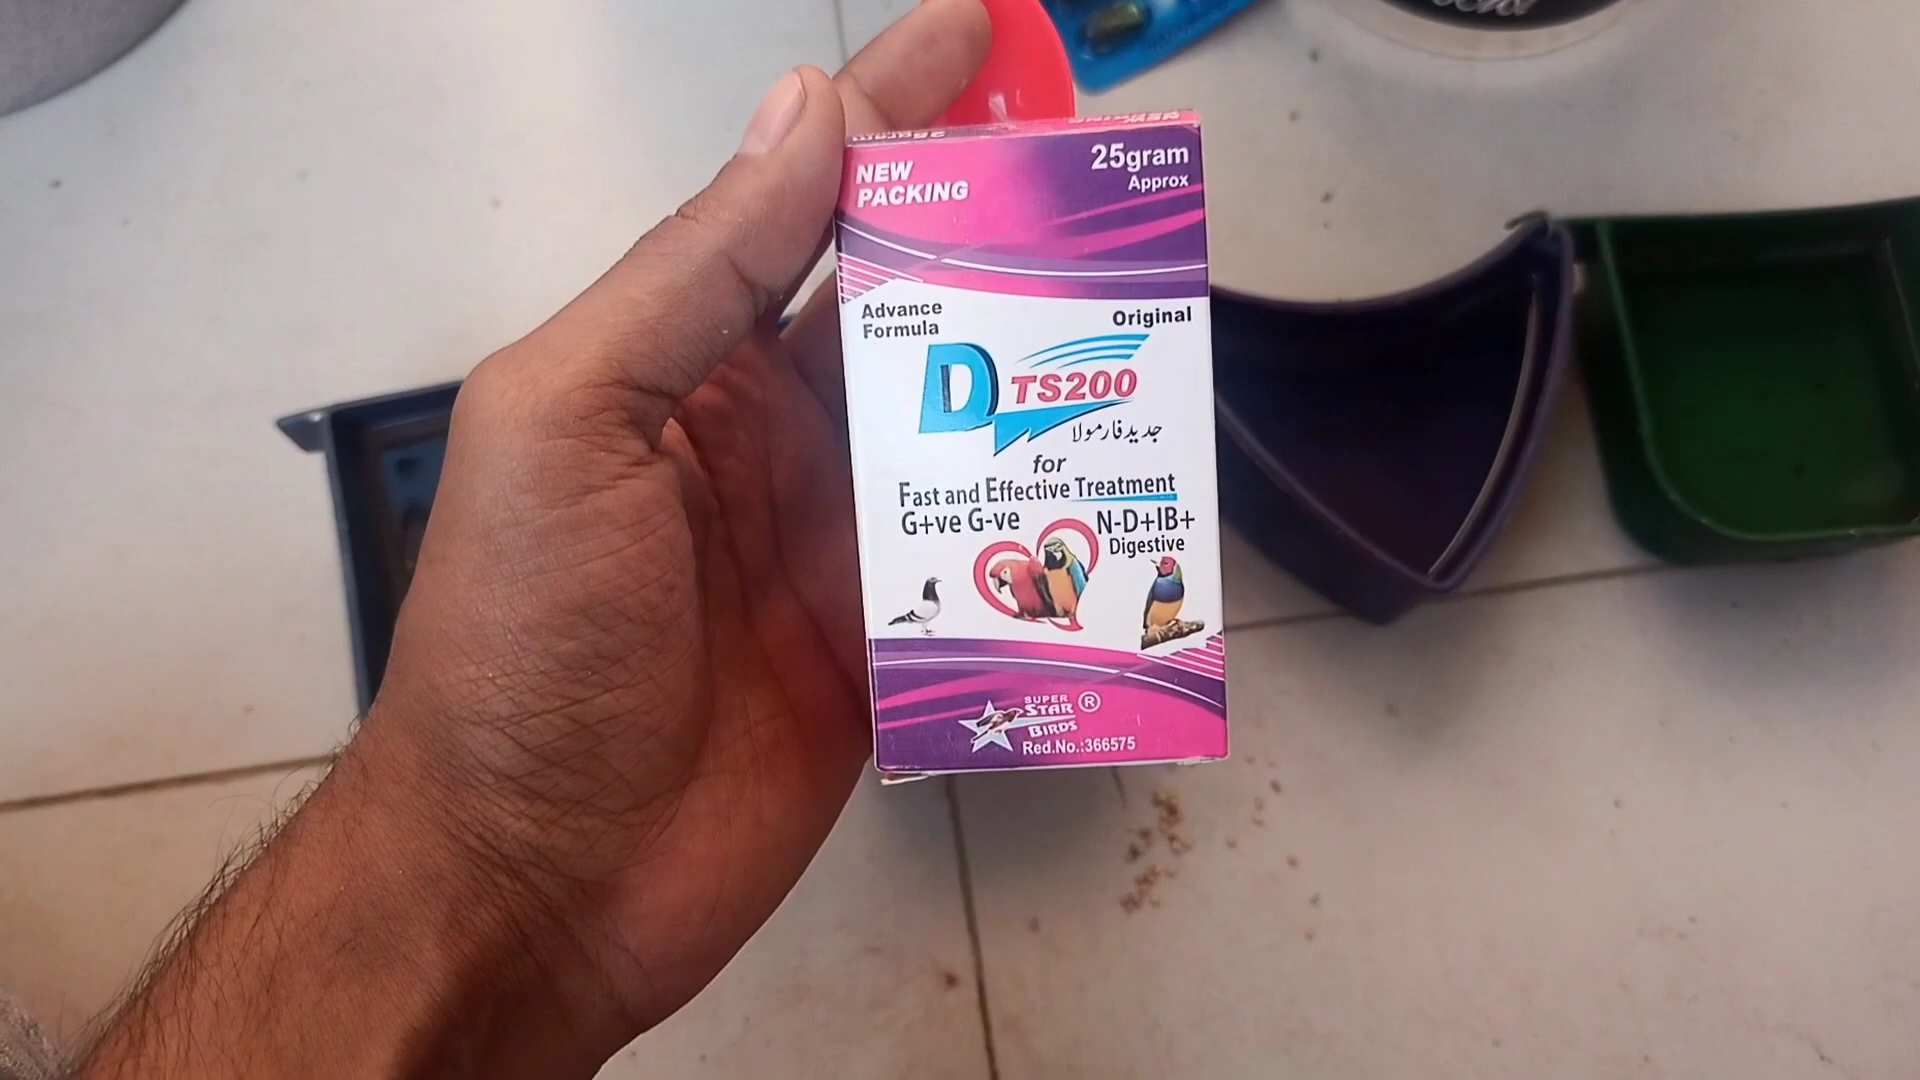 NEW
PACKING
25gram
Approx
Advance
Formula
Original
D TS200
جدید فارمولا
for
Fast and Effective Treatment
G+ve G-ve
N-D+IB+
Digestive
SUPER
STAR
BIRDS
®
Red.No.:366575